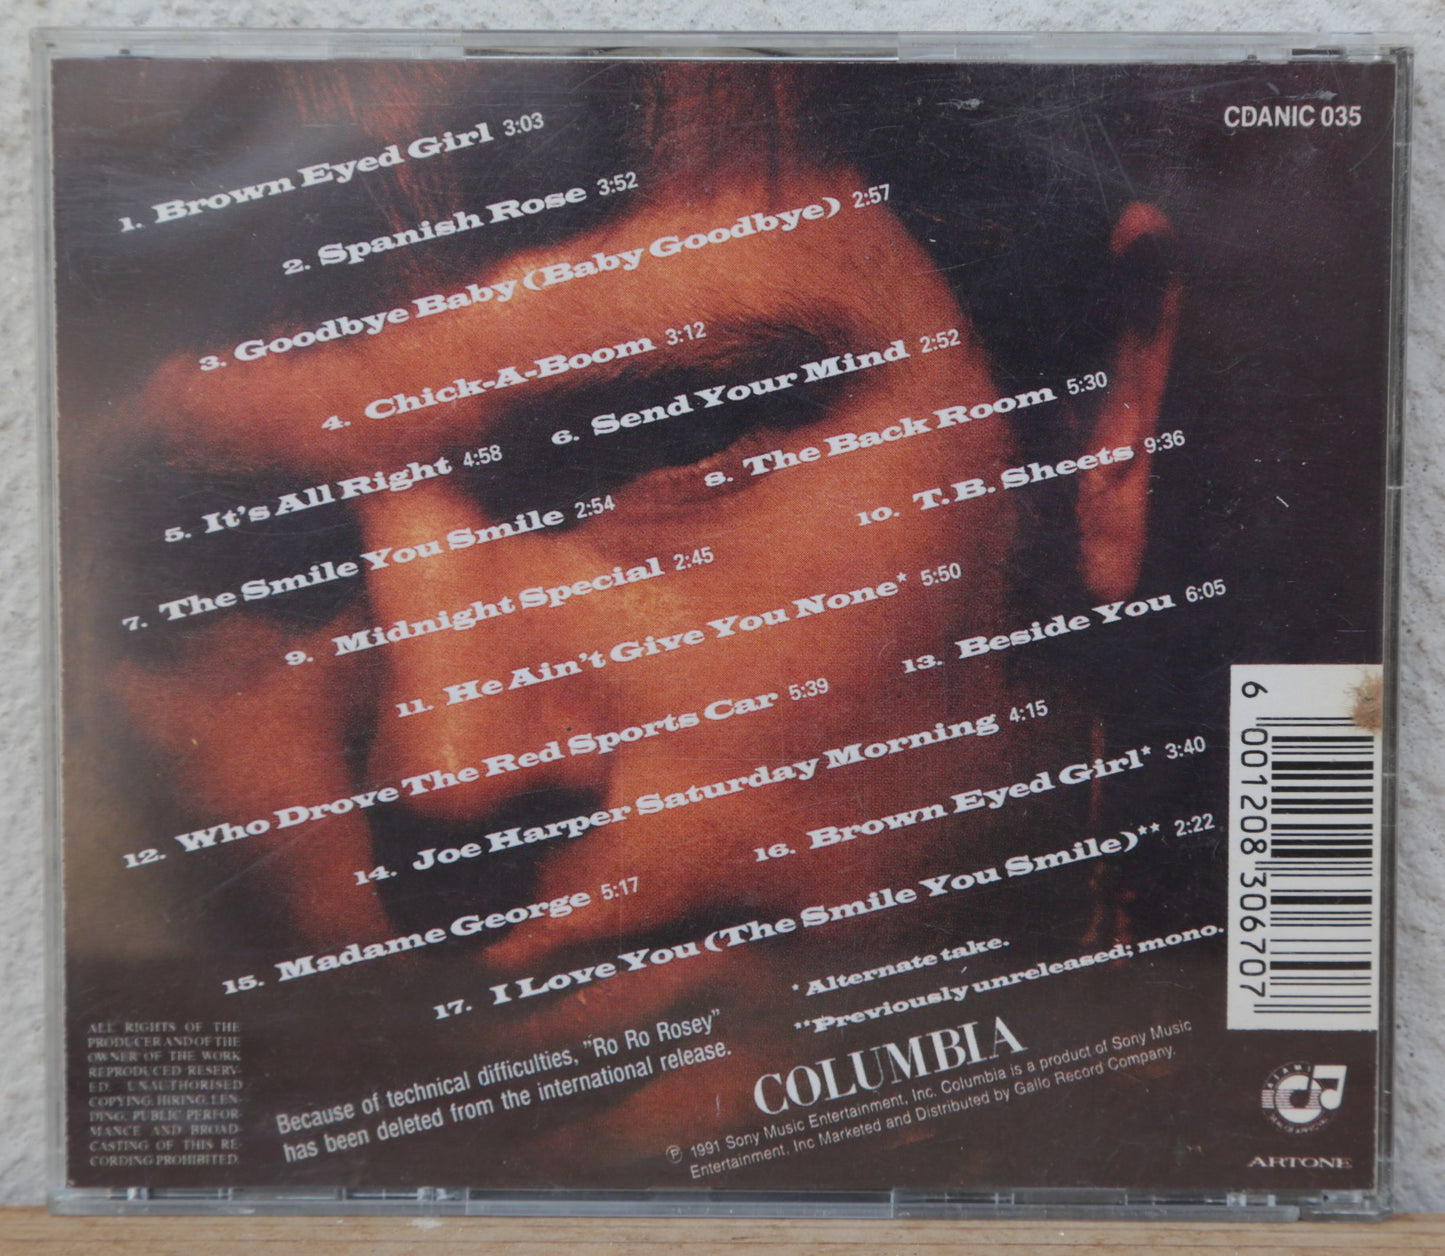 CDANIC 035
1. Brown Eyed Girl 3:03
2. Spanish Rose 3:52
3. Goodbye Baby (Baby Goodbye) 2:57
4. Chick-A-Boom 3:12
5. It's All Right 4:58
6. Send Your Mind 2:52
7. The Smile You Smile 2:54
8. The Back Room 5:30
9. Midnight Special 2:45
10. T.B. Sheets 9:36
11. He Ain't Give You None* 5:50
12. Who Drove The Red Sports Car 5:39
13. Beside You 6:05
14. Joe Harper Saturday Morning 4:15
15. Madame George 5:17
16. Brown Eyed Girl* 3:40
17. I Love You (The Smile You Smile)** 2:22
* Alternate take.
**Previously unreleased; mono.
6 001208 306707
ALL RIGHTS OF THE
PRODUCER AND OF THE
OWNER OF THE WORK
REPRODUCED RESERV-
ED. UNAUTHORISED
COPYING, HIRING, LEN-
DING, PUBLIC PERFOR-
MANCE AND BROAD-
CASTING OF THIS RE-
CORDING PROHIBITED.
Because of technical difficulties, "Ro Ro Rosey"
has been deleted from the international release.
COLUMBIA
℗ 1991 Sony Music Entertainment, Inc. Columbia is a product of Sony Music
Entertainment, Inc Marketed and Distributed by Gallo Record Company.
ARTONE